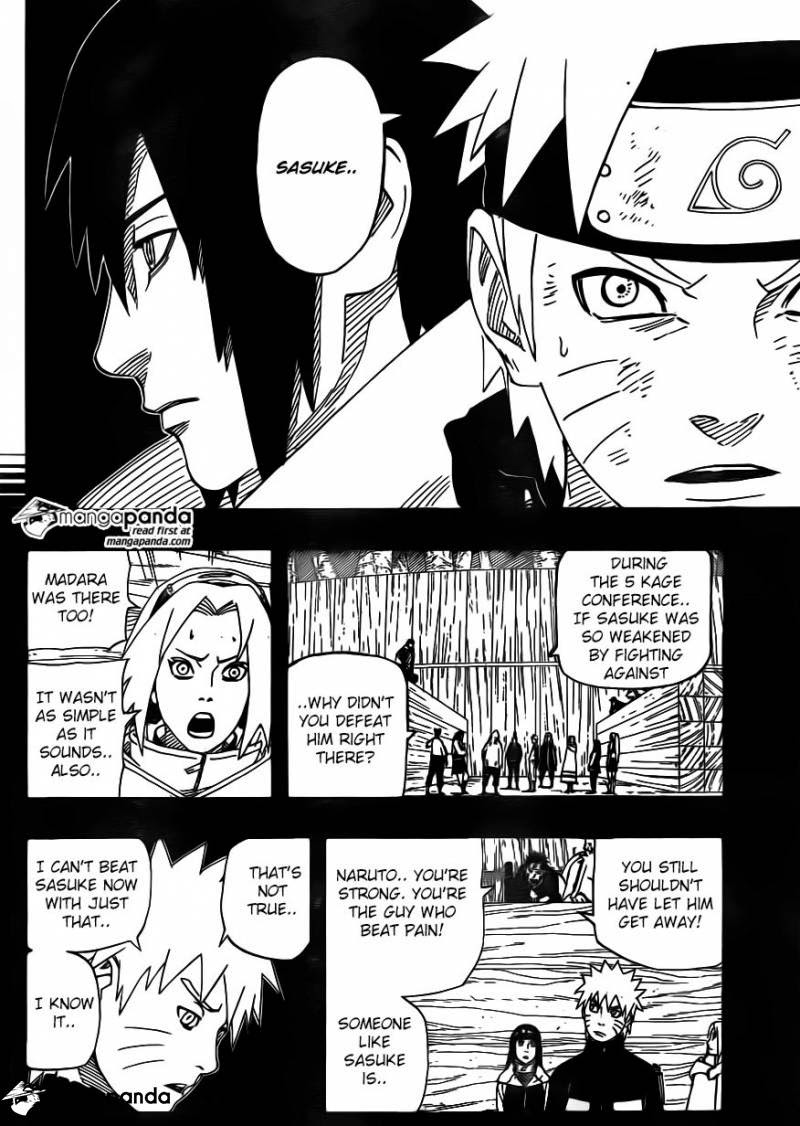 SASUKE..
mangapanda
read first at
mangapanda.com
DURING
THE 5 KAGE
CONFERENCE..
IF SASUKE WAS
SO WEAKENED
BY FIGHTING
AGAINST
..WHY DIDN'T
YOU DEFEAT
HIM RIGHT
THERE?
MADARA
WAS THERE
TOO!
IT WASN'T
AS SIMPLE
AS IT
SOUNDS..
ALSO..
YOU STILL
SHOULDN'T
HAVE LET HIM
GET AWAY!
NARUTO.. YOU'RE
STRONG. YOU'RE
THE GUY WHO
BEAT PAIN!
SOMEONE
LIKE
SASUKE
IS..
THAT'S
NOT
TRUE..
I CAN'T BEAT
SASUKE NOW
WITH JUST
THAT..
I KNOW
IT..
mangapanda